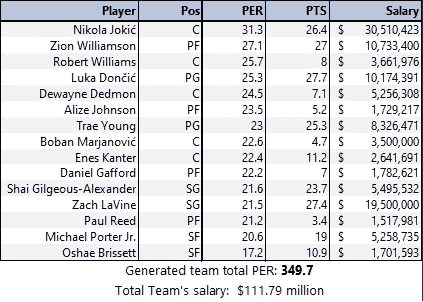 Player Pos PER PTS Salary
Nikola Jokić C 31.3 26.4 $ 30,510,423
Zion Williamson PF 27.1 27 $ 10,733,400
Robert Williams C 25.7 8 $ 3,661,976
Luka Dončić PG 25.3 27.7 $ 10,174,391
Dewayne Dedmon C 24.5 7.1 $ 5,256,308
Alize Johnson PF 23.5 5.2 $ 1,729,217
Trae Young PG 23 25.3 $ 8,326,471
Boban Marjanović C 22.6 4.7 $ 3,500,000
Enes Kanter C 22.4 11.2 $ 2,641,691
Daniel Gafford PF 22.2 7 $ 1,782,621
Shai Gilgeous-Alexander SG 21.6 23.7 $ 5,495,532
Zach LaVine SG 21.5 27.4 $ 19,500,000
Paul Reed PF 21.2 3.4 $ 1,517,981
Michael Porter Jr. SF 20.6 19 $ 5,258,735
Oshae Brissett SF 17.2 10.9 $ 1,701,593
Generated team total PER: 349.7
Total Team's salary: $111.79 million